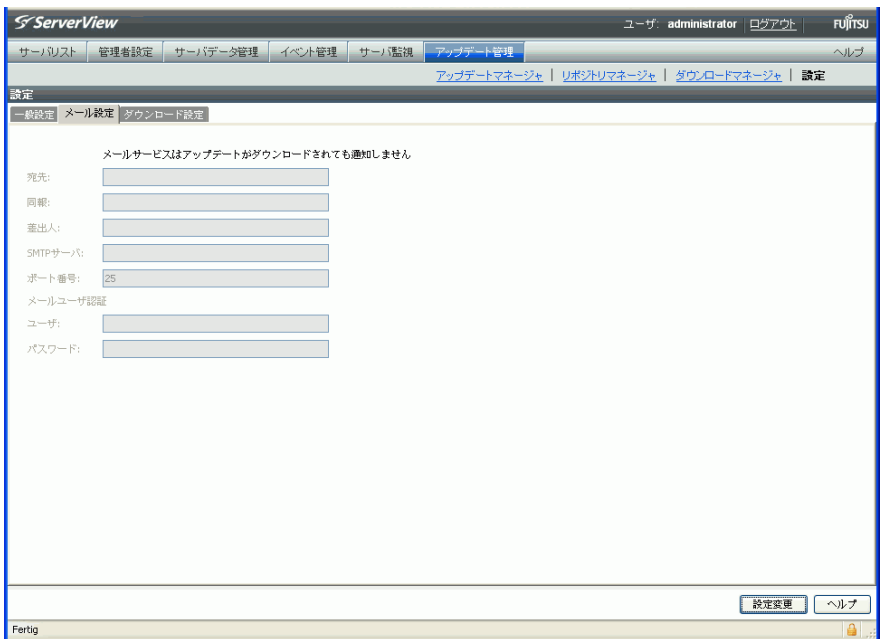 ServerView ユーザ: administrator ログアウト FUJITSU
サーバリスト 管理者設定 サーバデータ管理 イベント管理 サーバ監視 アップデート管理 ヘルプ
アップデートマネージャ | リポジトリマネージャ | ダウンロードマネージャ | 設定
設定
一般設定 メール設定 ダウンロード設定
メールサービスはアップデートがダウンロードされても通知しません
宛先:
同報:
差出人:
SMTPサーバ:
ポート番号: 25
メールユーザ認証
ユーザ:
パスワード:
設定変更 ヘルプ
Fertig